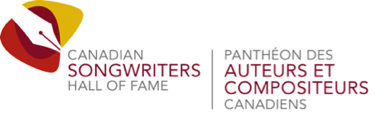 CANADIAN
SONGWRITERS
HALL OF FAME
PANTHÉON DES
AUTEURS ET
COMPOSITEURS
CANADIENS